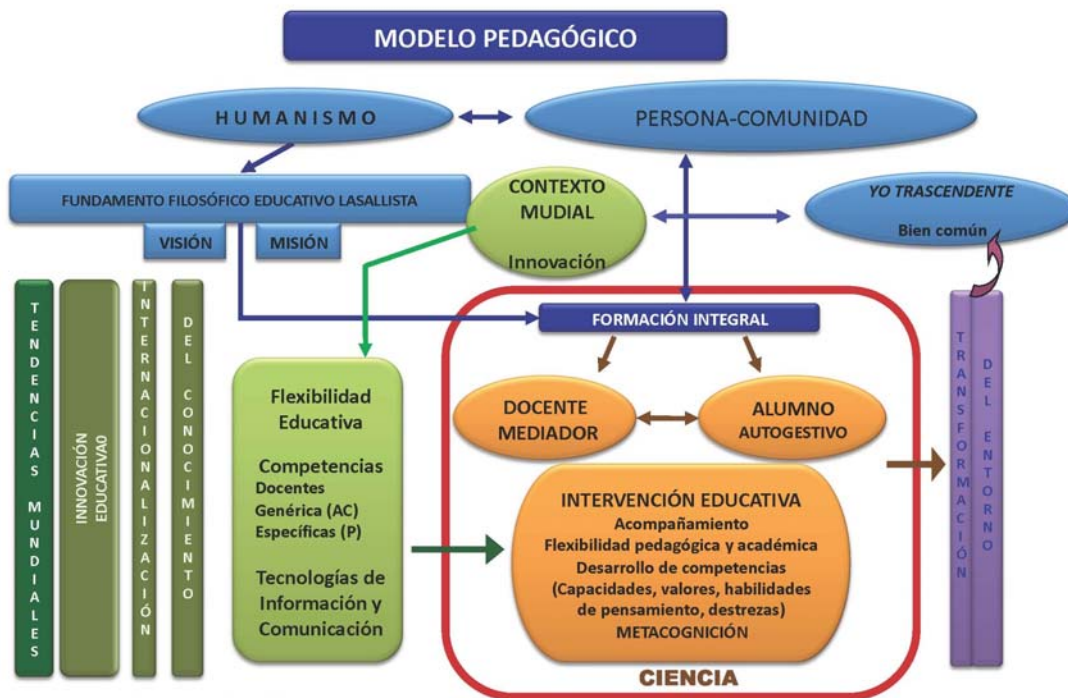 MODELO PEDAGÓGICO
HUMANISMO
PERSONA-COMUNIDAD
FUNDAMENTO FILOSÓFICO EDUCATIVO LASALLISTA
VISIÓN
MISIÓN
CONTEXTO
MUDIAL
Innovación
YO TRASCENDENTE
Bien común
TENDENCIAS MUNDIALES
INNOVACIÓN
EDUCATIVA0
INTERNACIONALIZACIÓN
DEL CONOCIMIENTO
Flexibilidad
Educativa
Competencias
Docentes
Genérica (AC)
Específicas (P)
Tecnologías de
Información y
Comunicación
FORMACIÓN INTEGRAL
DOCENTE
MEDIADOR
ALUMNO
AUTOGESTIVO
INTERVENCIÓN EDUCATIVA
Acompañamiento
Flexibilidad pedagógica y académica
Desarrollo de competencias
(Capacidades, valores, habilidades
de pensamiento, destrezas)
METACOGNICIÓN
CIENCIA
TRANSFORMACIÓN
DEL ENTORNO